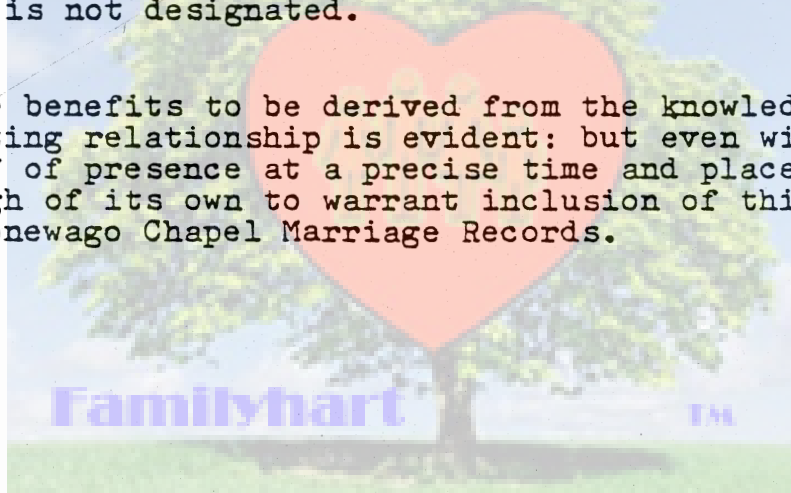 is not designated.
benefits to be derived from the knowled
ing relationship is evident: but even wi
of presence at a precise time and place
h of its own to warrant inclusion of thi
newago Chapel Marriage Records.
Familyhart TM